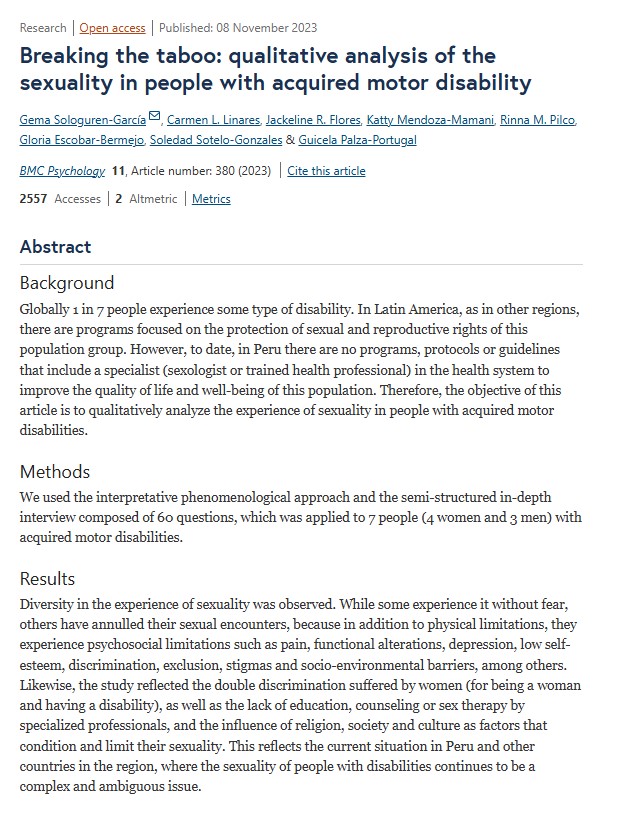 Research | Open access | Published: 08 November 2023
Breaking the taboo: qualitative analysis of the
sexuality in people with acquired motor disability
Gema Sologuren-García, Carmen L. Linares, Jackeline R. Flores, Katty Mendoza-Mamani, Rinna M. Pilco,
Gloria Escobar-Bermejo, Soledad Sotelo-Gonzales & Guicela Palza-Portugal
BMC Psychology 11, Article number: 380 (2023) | Cite this article
2557 Accesses | 2 Altmetric | Metrics
Abstract
Background
Globally 1 in 7 people experience some type of disability. In Latin America, as in other regions,
there are programs focused on the protection of sexual and reproductive rights of this
population group. However, to date, in Peru there are no programs, protocols or guidelines
that include a specialist (sexologist or trained health professional) in the health system to
improve the quality of life and well-being of this population. Therefore, the objective of this
article is to qualitatively analyze the experience of sexuality in people with acquired motor
disabilities.
Methods
We used the interpretative phenomenological approach and the semi-structured in-depth
interview composed of 60 questions, which was applied to 7 people (4 women and 3 men) with
acquired motor disabilities.
Results
Diversity in the experience of sexuality was observed. While some experience it without fear,
others have annulled their sexual encounters, because in addition to physical limitations, they
experience psychosocial limitations such as pain, functional alterations, depression, low self-
esteem, discrimination, exclusion, stigmas and socio-environmental barriers, among others.
Likewise, the study reflected the double discrimination suffered by women (for being a woman
and having a disability), as well as the lack of education, counseling or sex therapy by
specialized professionals, and the influence of religion, society and culture as factors that
condition and limit their sexuality. This reflects the current situation in Peru and other
countries in the region, where the sexuality of people with disabilities continues to be a
complex and ambiguous issue.